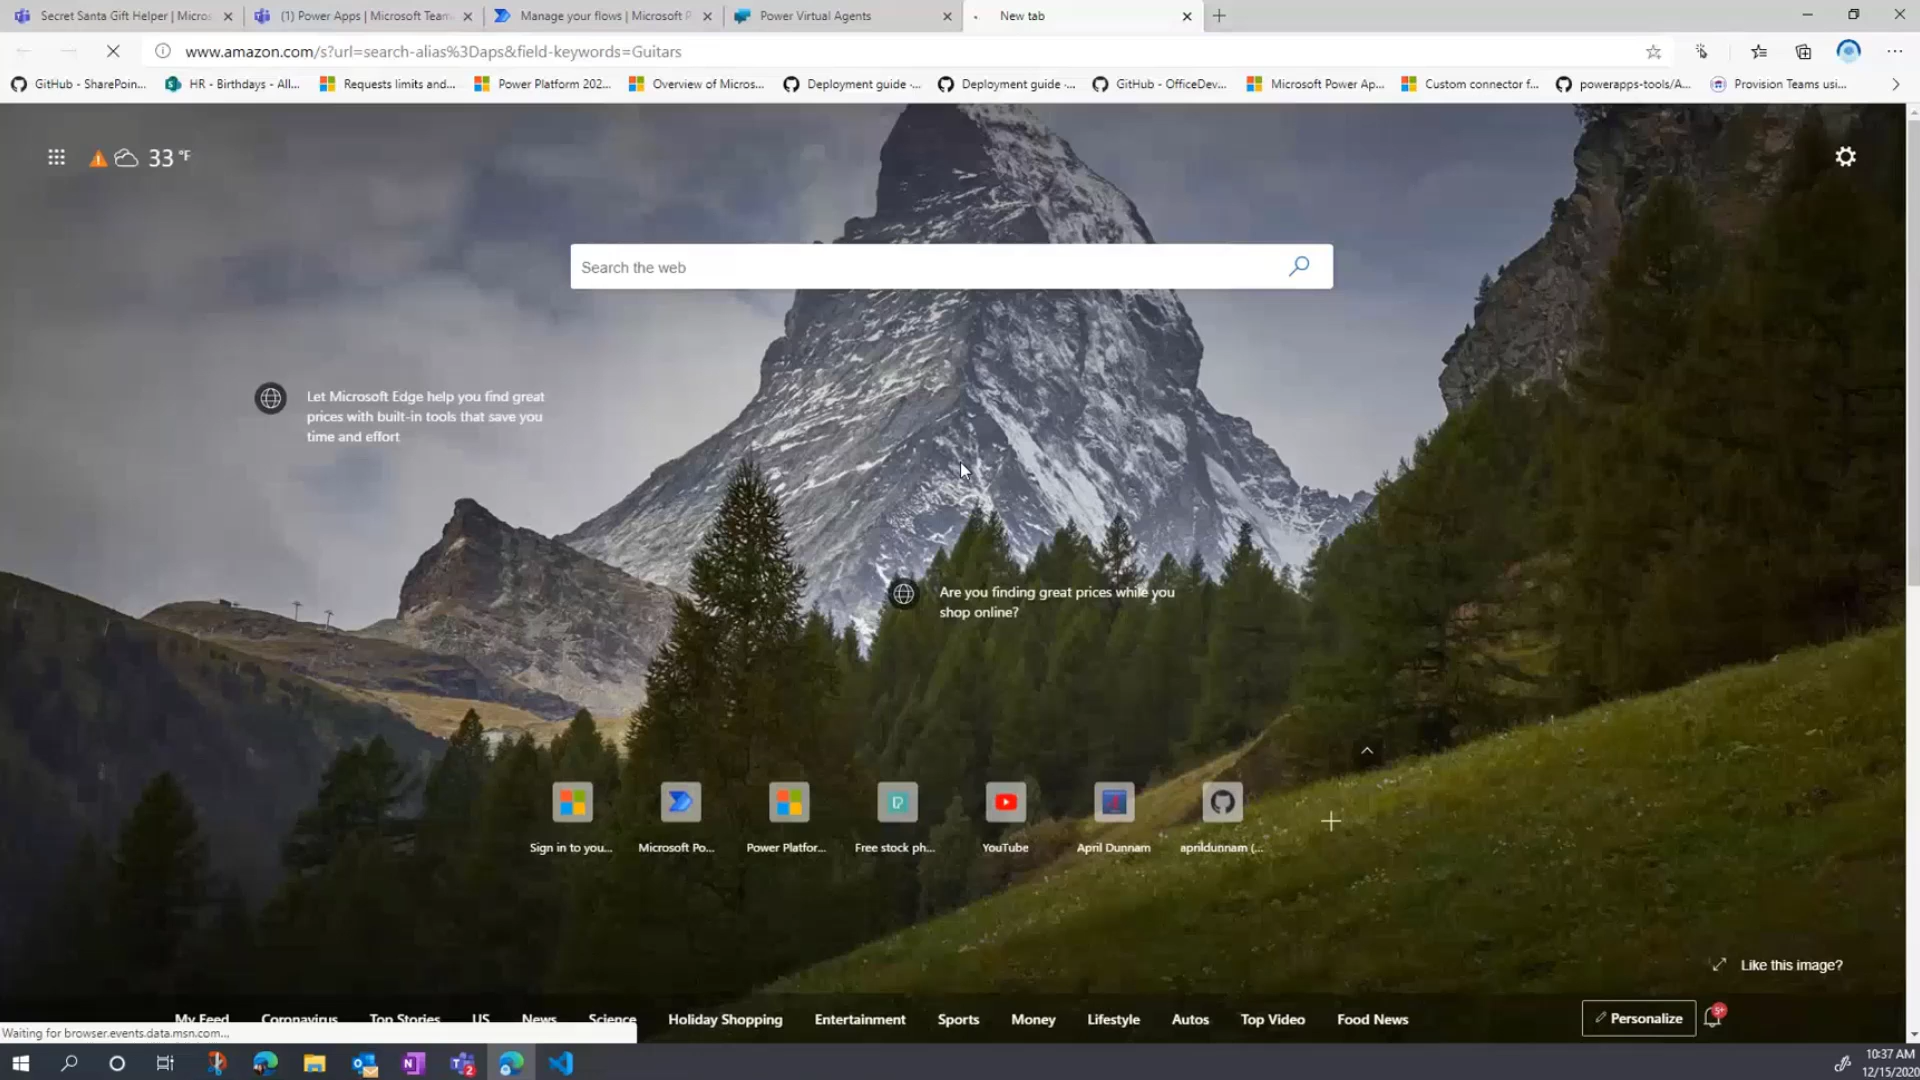 Secret Santa Gift Helper | Micros
(1) Power Apps | Microsoft Team
Manage your flows | Microsoft P
Power Virtual Agents
New tab
www.amazon.com/s?url=search-alias%3Daps&field-keywords=Guitars
GitHub - SharePoin...
HR - Birthdays - All...
Requests limits and...
Power Platform 202...
Overview of Micros...
Deployment guide -...
Deployment guide -...
GitHub - OfficeDev...
Microsoft Power Ap...
Custom connector f...
powerapps-tools/A...
Provision Teams usi...
33 °F
Search the web
Let Microsoft Edge help you find great
prices with built-in tools that save you
time and effort
Are you finding great prices while you
shop online?
Sign in to you...
Microsoft Po...
Power Platfor...
Free stock ph...
YouTube
April Dunnam
aprildunnam (...
Like this image?
My Feed
Coronavirus
Top Stories
US
News
Science
Holiday Shopping
Entertainment
Sports
Money
Lifestyle
Autos
Top Video
Food News
Personalize
5+
Waiting for browser.events.data.msn.com...
10:37 AM
12/15/2020